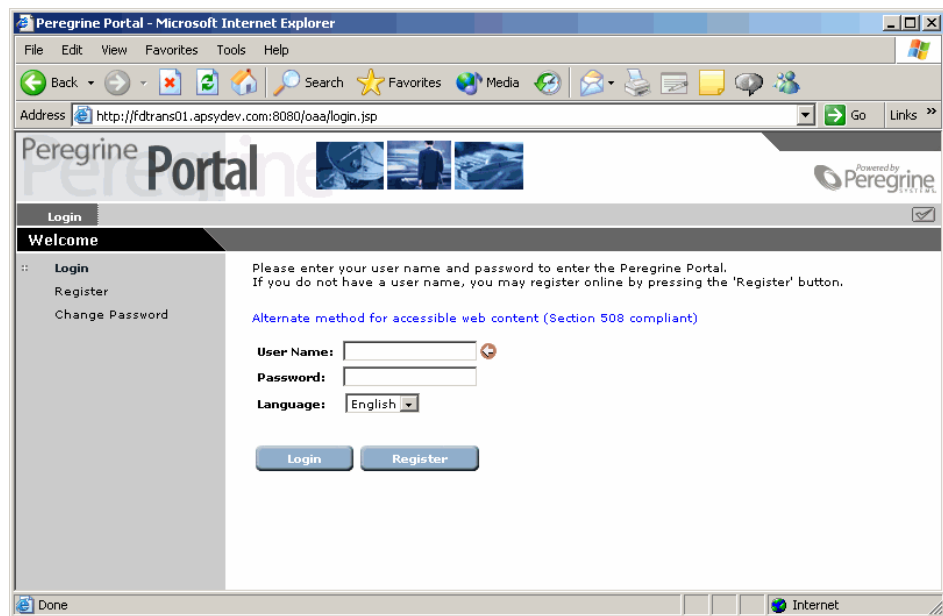 Peregrine Portal - Microsoft Internet Explorer
File Edit View Favorites Tools Help
Back Search Favorites Media
Address http://fdtrans01.apsydev.com:8080/oaa/login.jsp Go Links »
Peregrine Portal
Powered by
Peregrine
SYSTEMS
Login
Welcome
Login
Register
Change Password
Please enter your user name and password to enter the Peregrine Portal.
If you do not have a user name, you may register online by pressing the 'Register' button.
Alternate method for accessible web content (Section 508 compliant)
User Name:
Password:
Language: English
Login Register
Done Internet